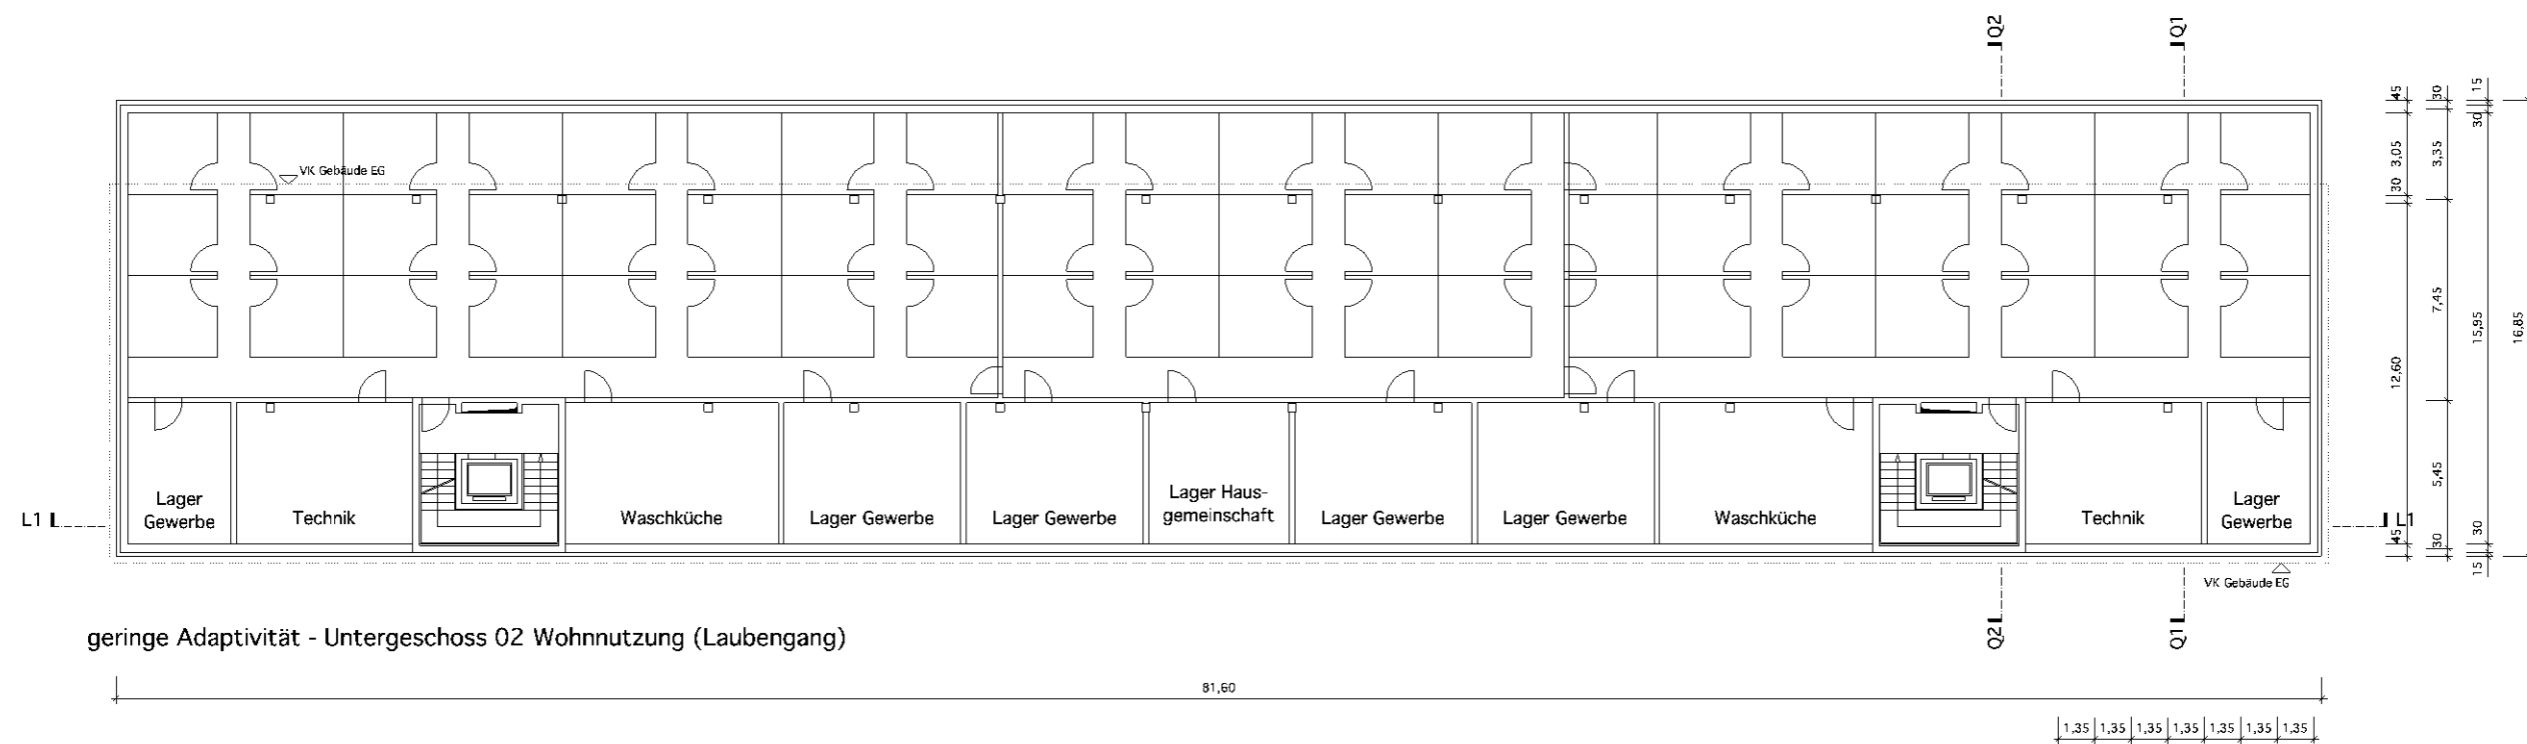 Q2
Q1
45
30
15
30
VK Gebäude EG
3,05
3,35
30
7,45
15,95
16,85
12,60
Lager
Gewerbe
Technik
Waschküche
Lager Gewerbe
Lager Gewerbe
Lager Haus-
gemeinschaft
Lager Gewerbe
Lager Gewerbe
Waschküche
Technik
Lager
Gewerbe
5,45
L1
L1
45
30
30
15
VK Gebäude EG
geringe Adaptivität - Untergeschoss 02 Wohnnutzung (Laubengang)
Q2
Q1
81,60
1,35 1,35 1,35 1,35 1,35 1,35 1,35